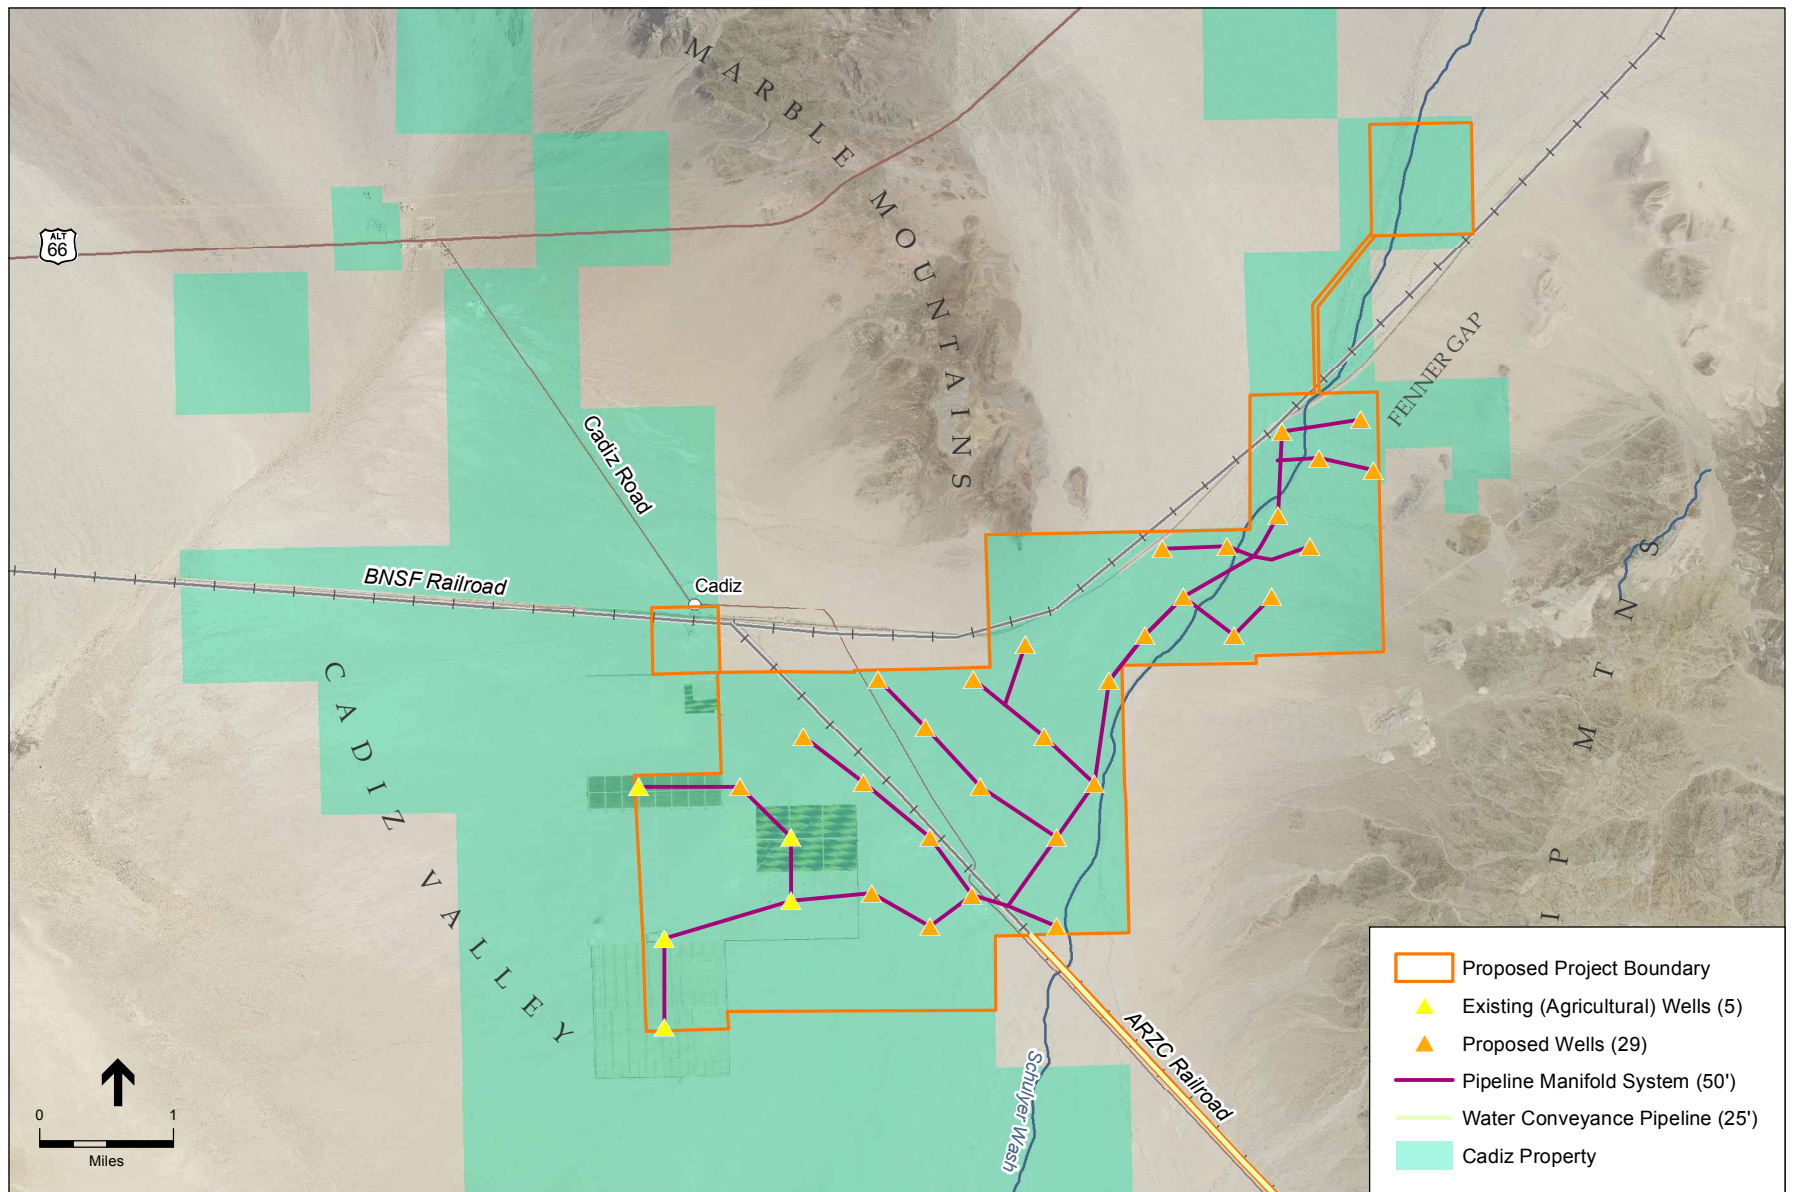 MARBLE MOUNTAINS
ALT
66
FENNER GAP
Cadiz Road
BNSF Railroad
Cadiz
CADIZ VALLEY
IP MTNS
ARZC Railroad
Schulyer Wash
0 1
Miles
Proposed Project Boundary
Existing (Agricultural) Wells (5)
Proposed Wells (29)
Pipeline Manifold System (50')
Water Conveyance Pipeline (25')
Cadiz Property